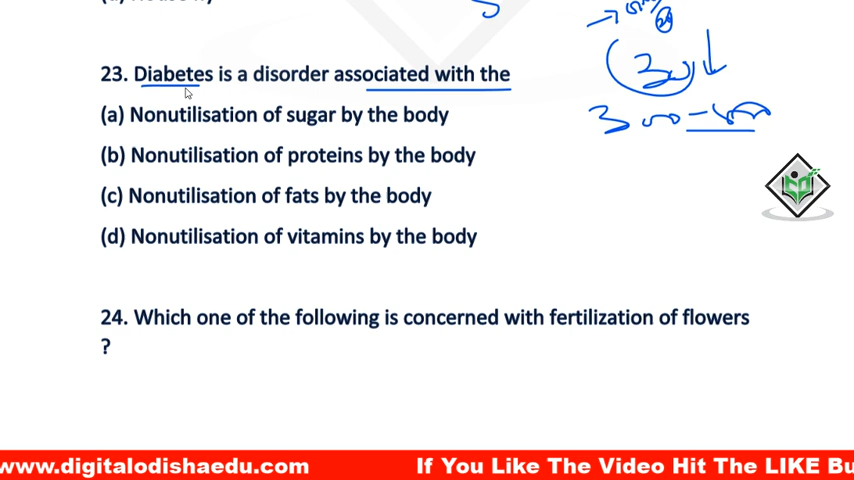 23. Diabetes is a disorder associated with the
(a) Nonutilisation of sugar by the body
(b) Nonutilisation of proteins by the body
(c) Nonutilisation of fats by the body
(d) Nonutilisation of vitamins by the body
24. Which one of the following is concerned with fertilization of flowers
?
www.digitalodishaedu.com If You Like The Video Hit The LIKE Bu